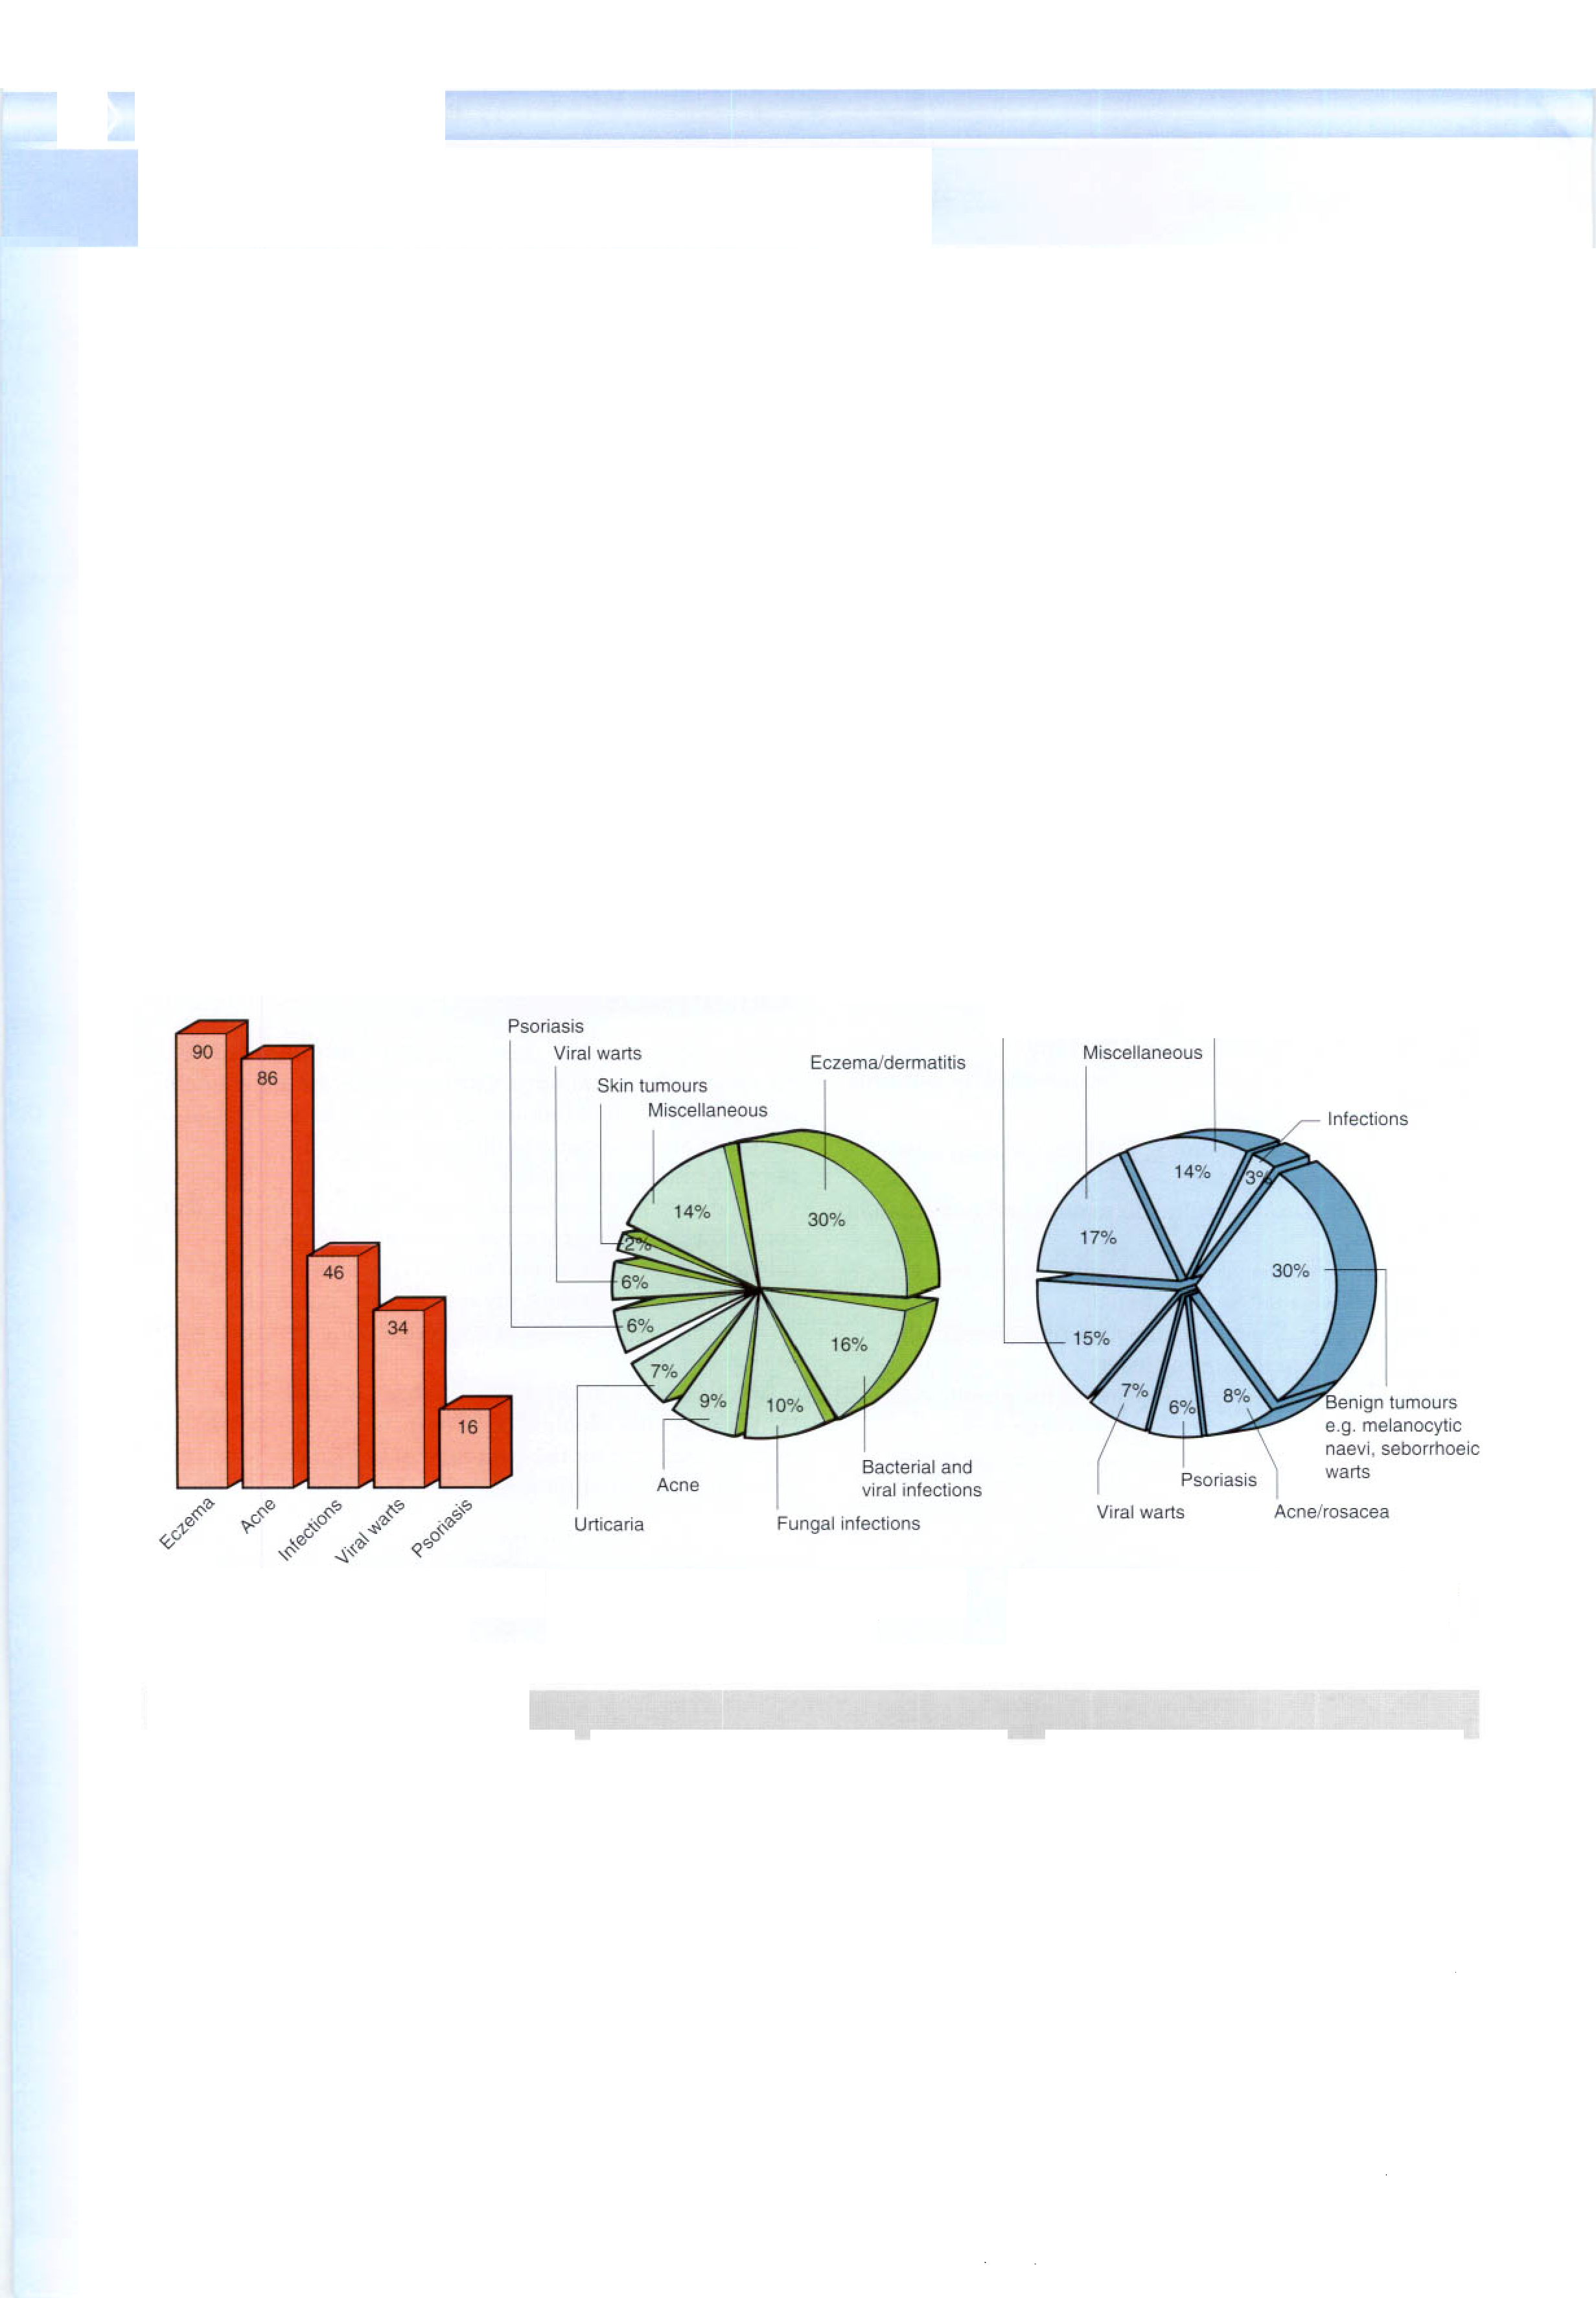 90
86
46
34
16
Eczema
Acne
Infections
Viral warts
Psoriasis
Psoriasis
Viral warts
Skin tumours
Miscellaneous
Eczema/dermatitis
14%
30%
2%
6%
6%
16%
7%
9%
10%
Acne
Bacterial and
viral infections
Urticaria
Fungal infections
Miscellaneous
Infections
14%
3%
17%
30%
15%
7%
6%
8%
Benign tumours
e.g. melanocytic
naevi, seborrhoeic
warts
Psoriasis
Viral warts
Acne/rosacea